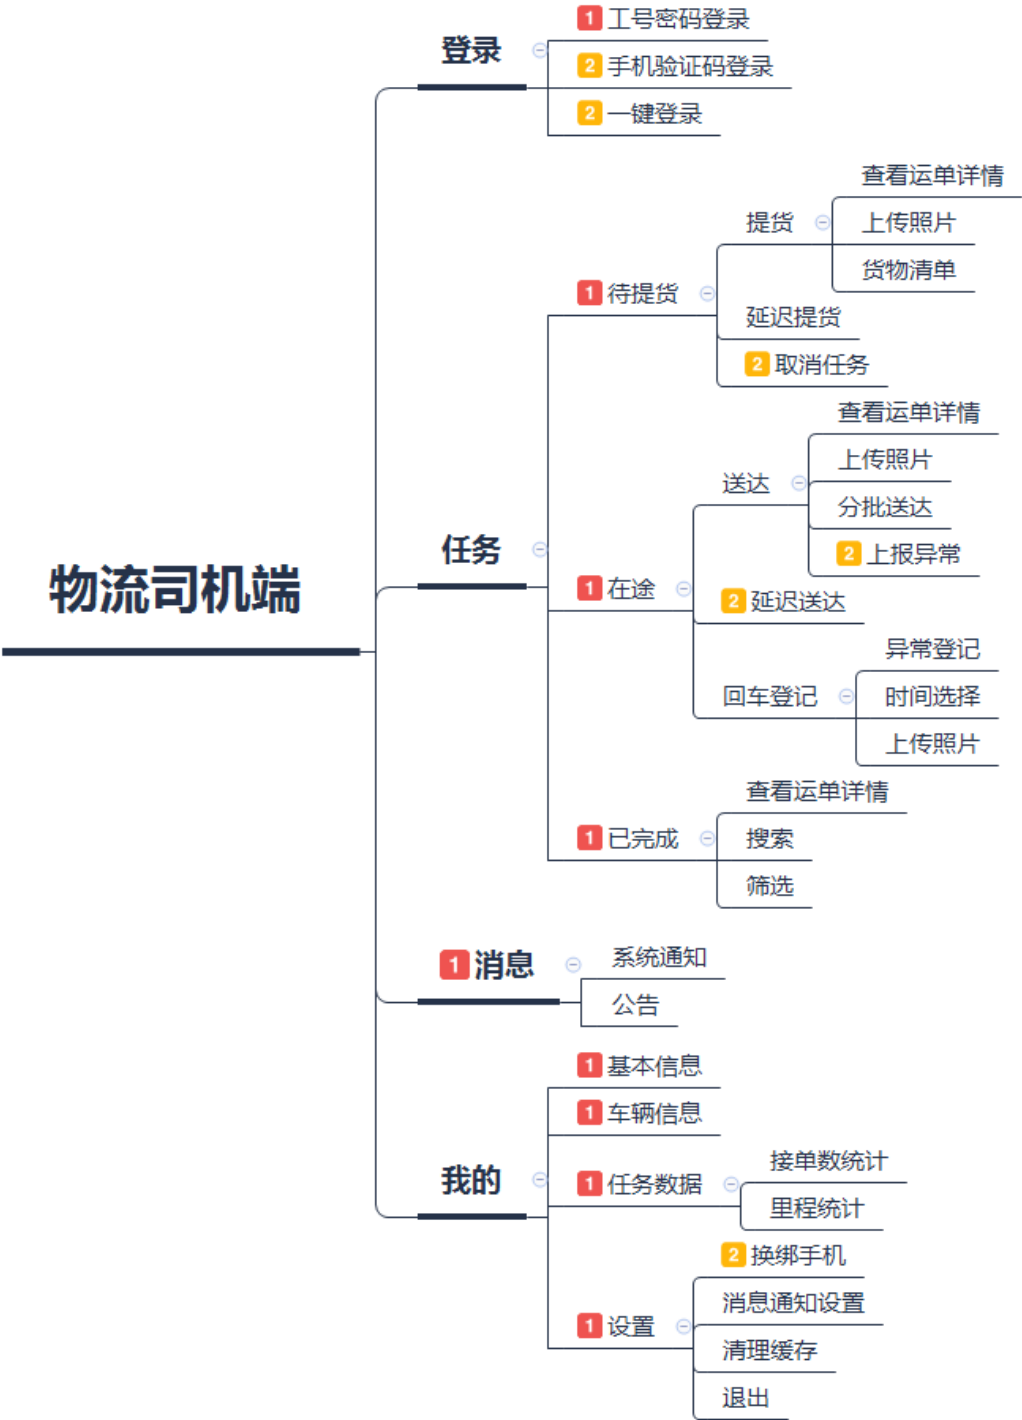 物流司机端
登录
1 工号密码登录
2 手机验证码登录
2 一键登录
任务
1 待提货
提货
查看运单详情
上传照片
货物清单
延迟提货
2 取消任务
1 在途
送达
查看运单详情
上传照片
分批送达
2 上报异常
2 延迟送达
回车登记
异常登记
时间选择
上传照片
1 已完成
查看运单详情
搜索
筛选
1 消息
系统通知
公告
我的
1 基本信息
1 车辆信息
1 任务数据
接单数统计
里程统计
1 设置
2 换绑手机
消息通知设置
清理缓存
退出